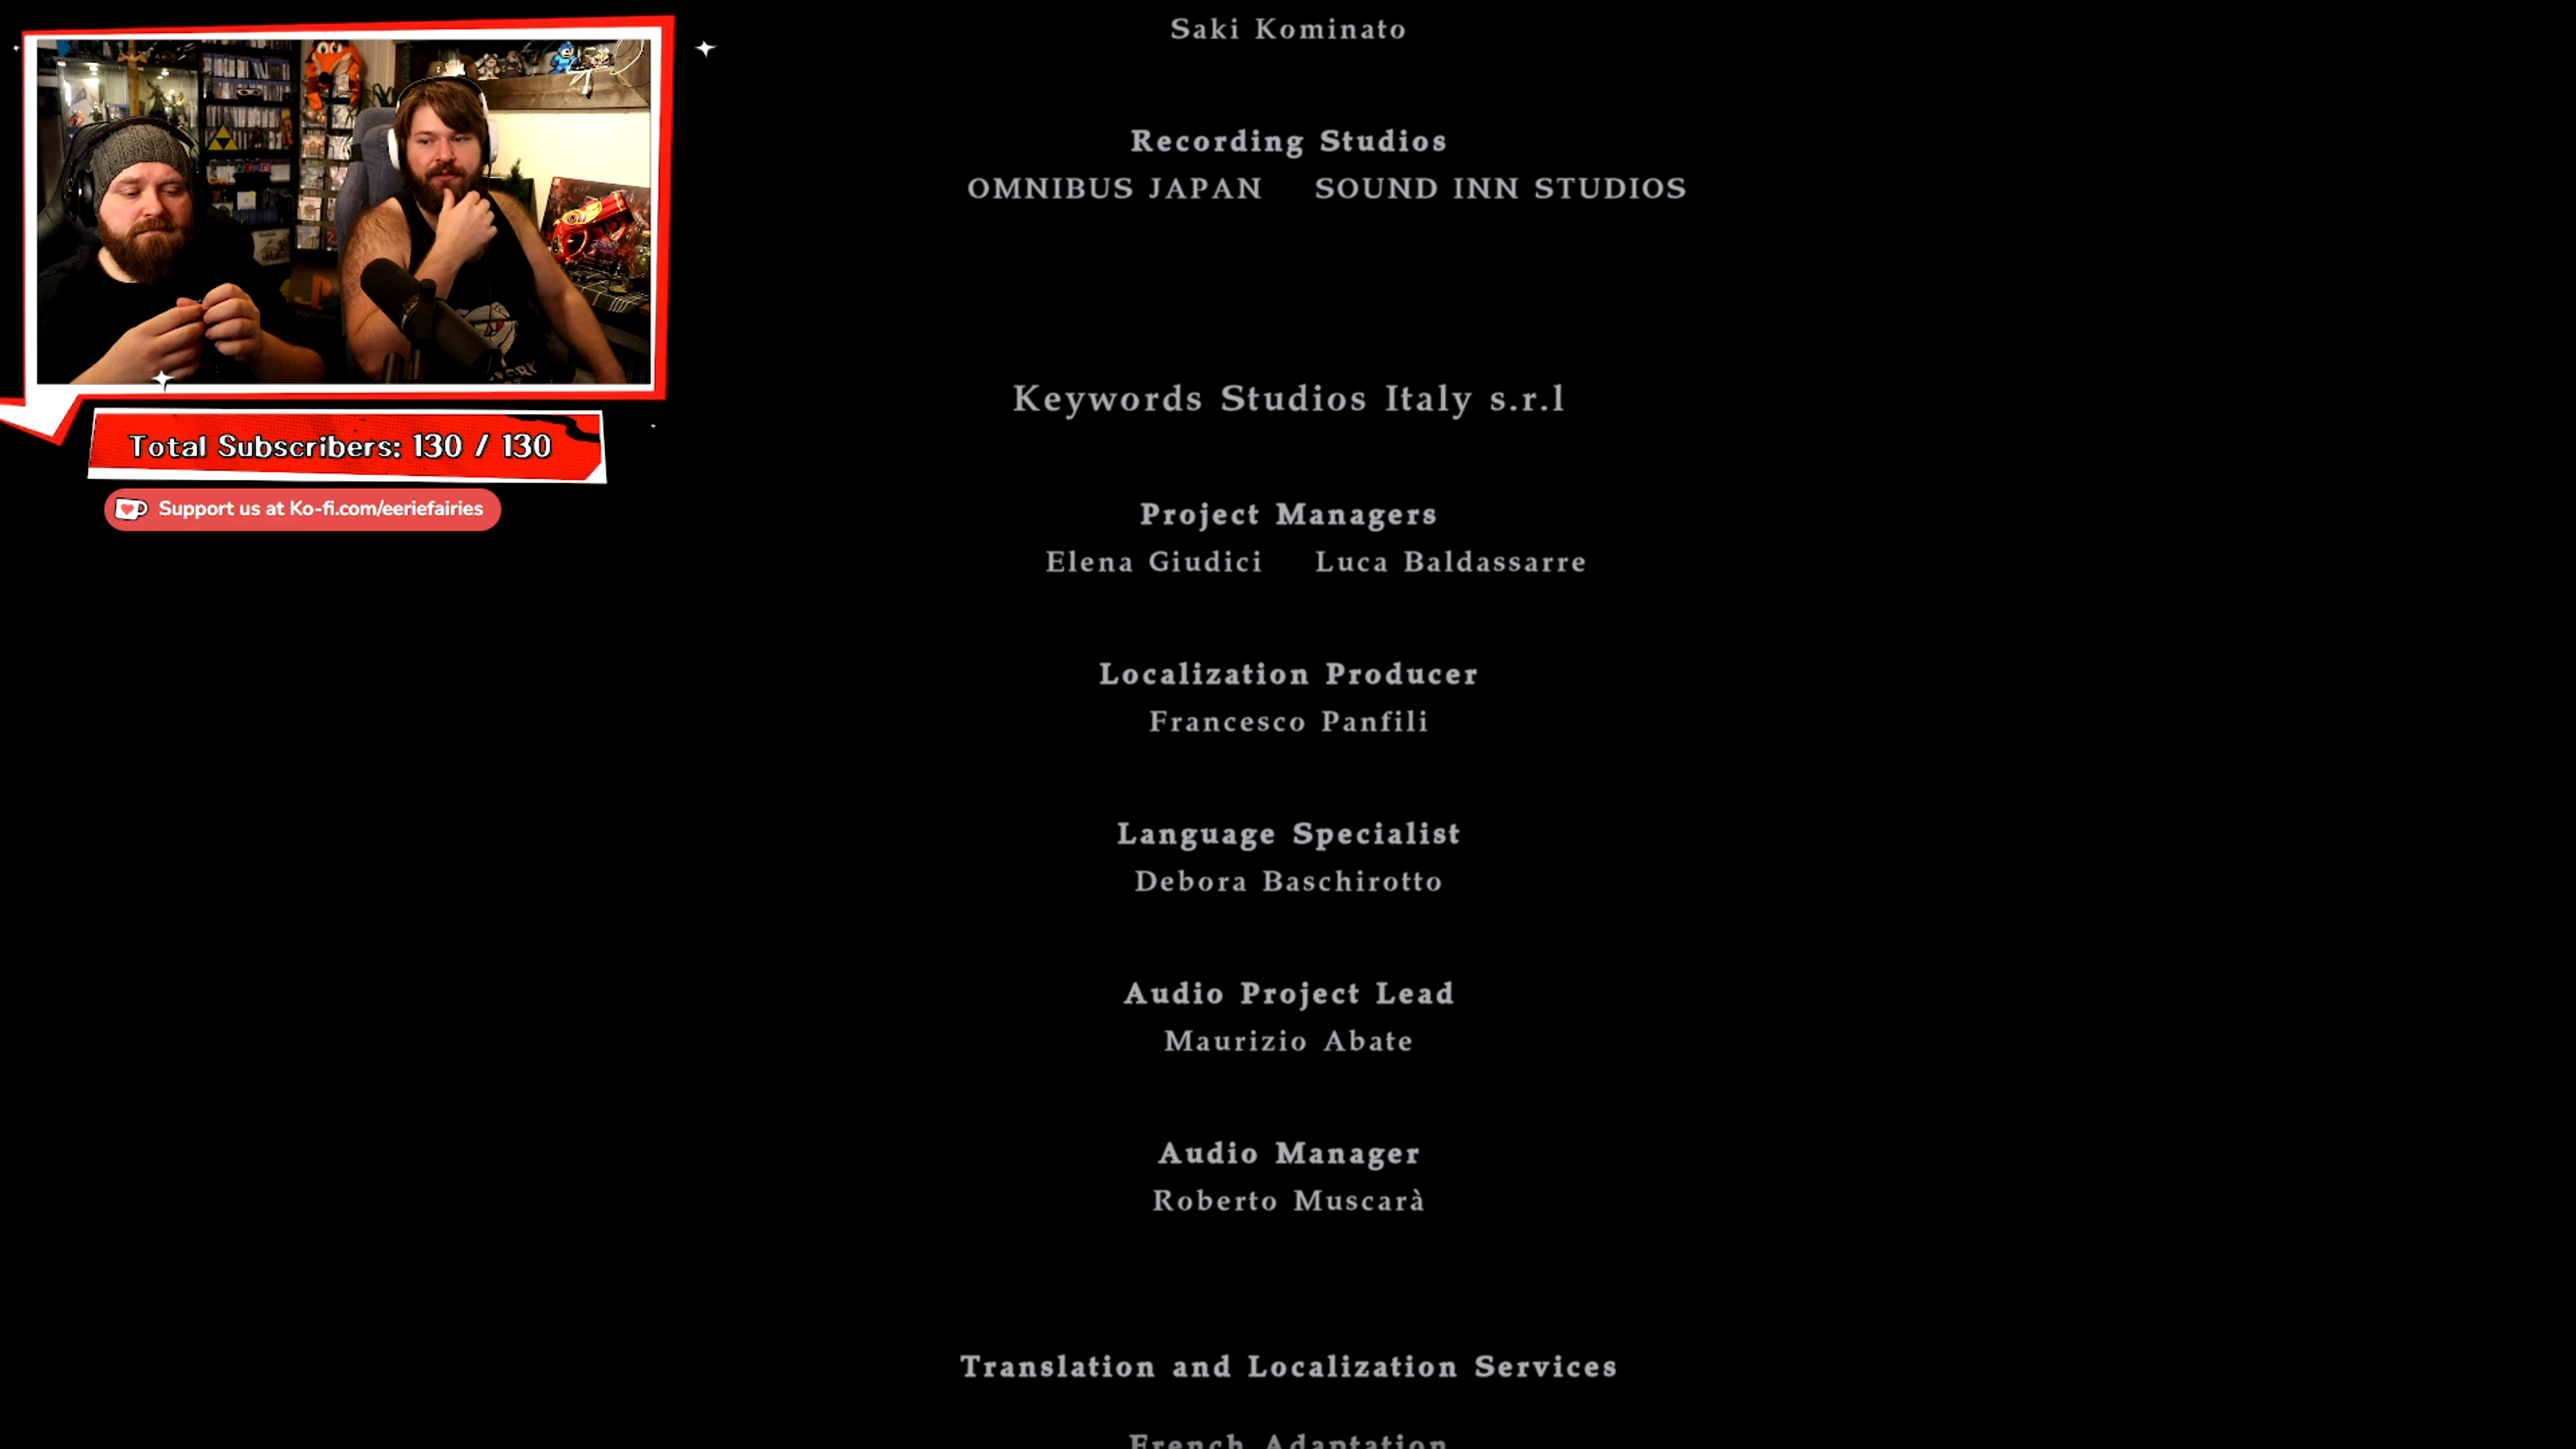 Saki Kominato
Recording Studios
OMNIBUS JAPAN SOUND INN STUDIOS
Keywords Studios Italy s.r.l
Project Managers
Elena Giudici Luca Baldassarre
Localization Producer
Francesco Panfili
Language Specialist
Debora Baschirotto
Audio Project Lead
Maurizio Abate
Audio Manager
Roberto Muscarà
Translation and Localization Services
French Adaptation
Total Subscribers: 130 / 130
Support us at Ko-fi.com/eeriefairies